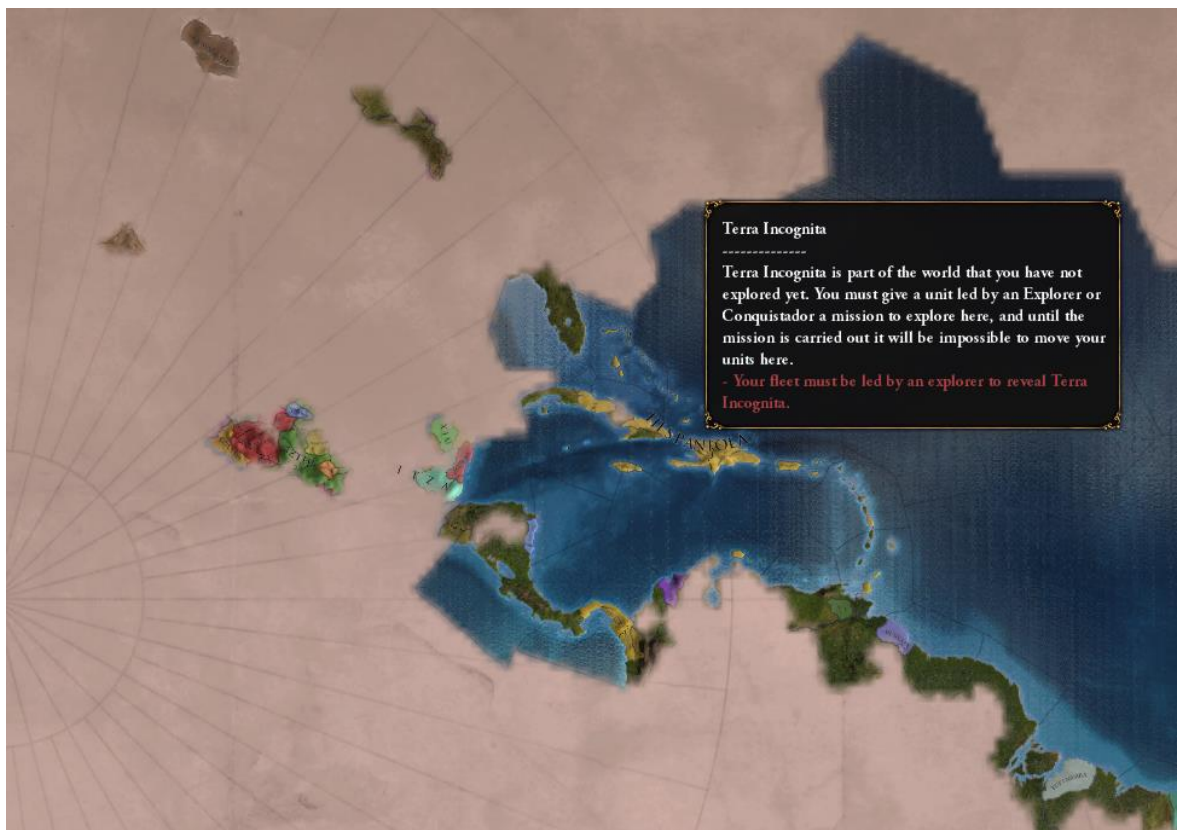 Terra Incognita
--------------
Terra Incognita is part of the world that you have not
explored yet. You must give a unit led by an Explorer or
Conquistador a mission to explore here, and until the
mission is carried out it will be impossible to move your
units here.
- Your fleet must be led by an explorer to reveal Terra
Incognita.
HISPANIOLA
ITZA